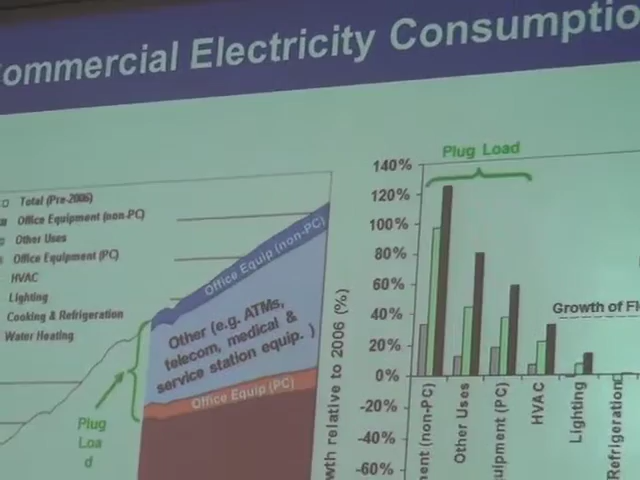 ommercial Electricity Consumptio
Total (Pre-2006)
Office Equipment (non-PC)
Other Uses
Office Equipment (PC)
HVAC
Lighting
Cooking & Refrigeration
Water Heating
Office Equip (non-PC)
Other (e.g. ATMs,
telecom, medical &
service station equip. )
Office Equip (PC)
Plug
Loa
d
Plug Load
140%
120%
100%
80%
60%
40%
20%
0%
-20%
-40%
-60%
wth relative to 2006 (%)
Growth of Fl
ent (non-PC)
Other Uses
uipment (PC)
HVAC
Lighting
Refrigeration